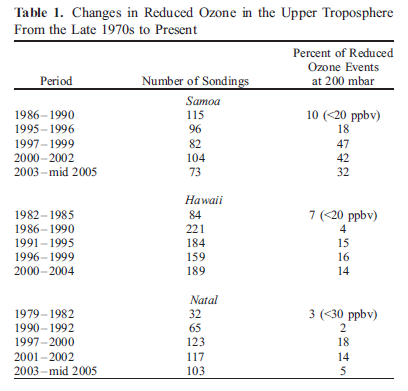 Table 1. Changes in Reduced Ozone in the Upper Troposphere
From the Late 1970s to Present
Percent of Reduced
Ozone Events
Period Number of Sondings at 200 mbar
Samoa
1986–1990 115 10 (<20 ppbv)
1995–1996 96 18
1997–1999 82 47
2000–2002 104 42
2003–mid 2005 73 32
Hawaii
1982–1985 84 7 (<20 ppbv)
1986–1990 221 4
1991–1995 184 15
1996–1999 159 16
2000–2004 189 14
Natal
1979–1982 32 3 (<30 ppbv)
1990–1992 65 2
1997–2000 123 18
2001–2002 117 14
2003–mid 2005 103 5